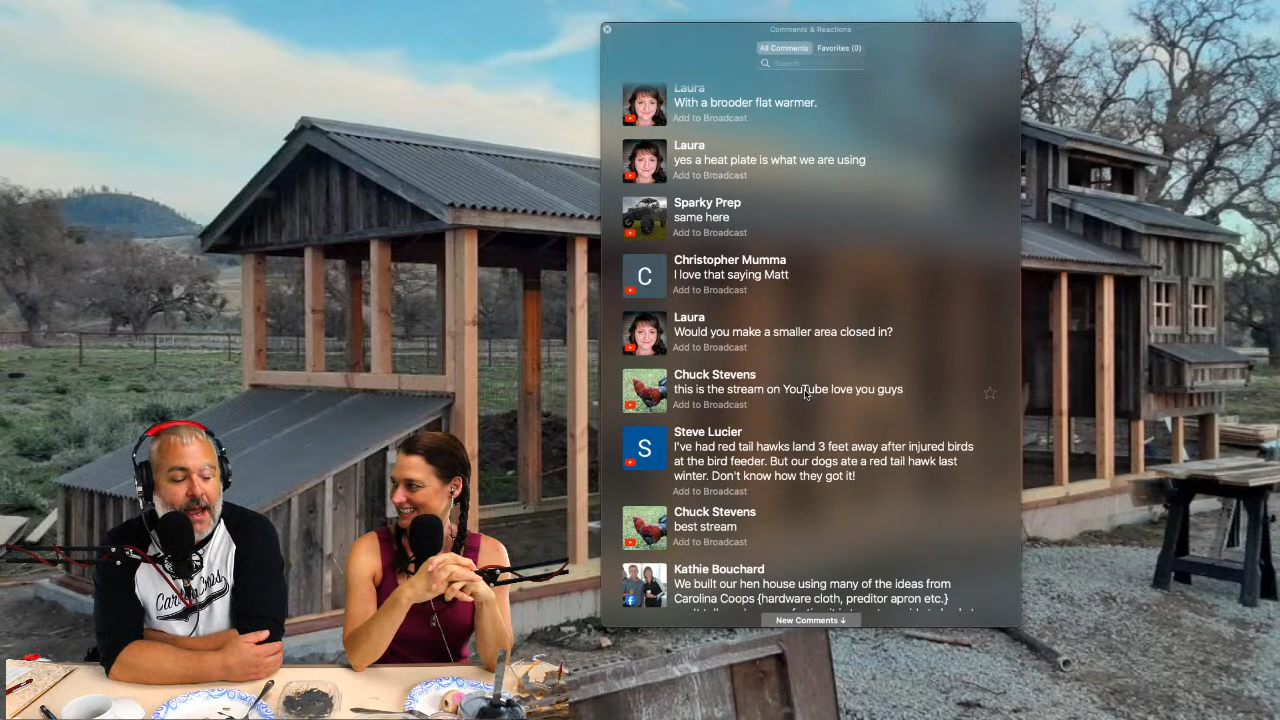 Comments & Reactions
All Comments Favorites (0)
Search
Laura
With a brooder flat warmer.
Add to Broadcast
Laura
yes a heat plate is what we are using
Add to Broadcast
Sparky Prep
same here
Add to Broadcast
C
Christopher Mumma
I love that saying Matt
Add to Broadcast
Laura
Would you make a smaller area closed in?
Add to Broadcast
Chuck Stevens
this is the stream on YouTube love you guys
Add to Broadcast
S
Steve Lucier
I've had red tail hawks land 3 feet away after injured birds
at the bird feeder. But our dogs ate a red tail hawk last
winter. Don't know how they got it!
Add to Broadcast
Chuck Stevens
best stream
Add to Broadcast
Kathie Bouchard
We built our hen house using many of the ideas from
Carolina Coops {hardware cloth, preditor apron etc.}
New Comments ↓